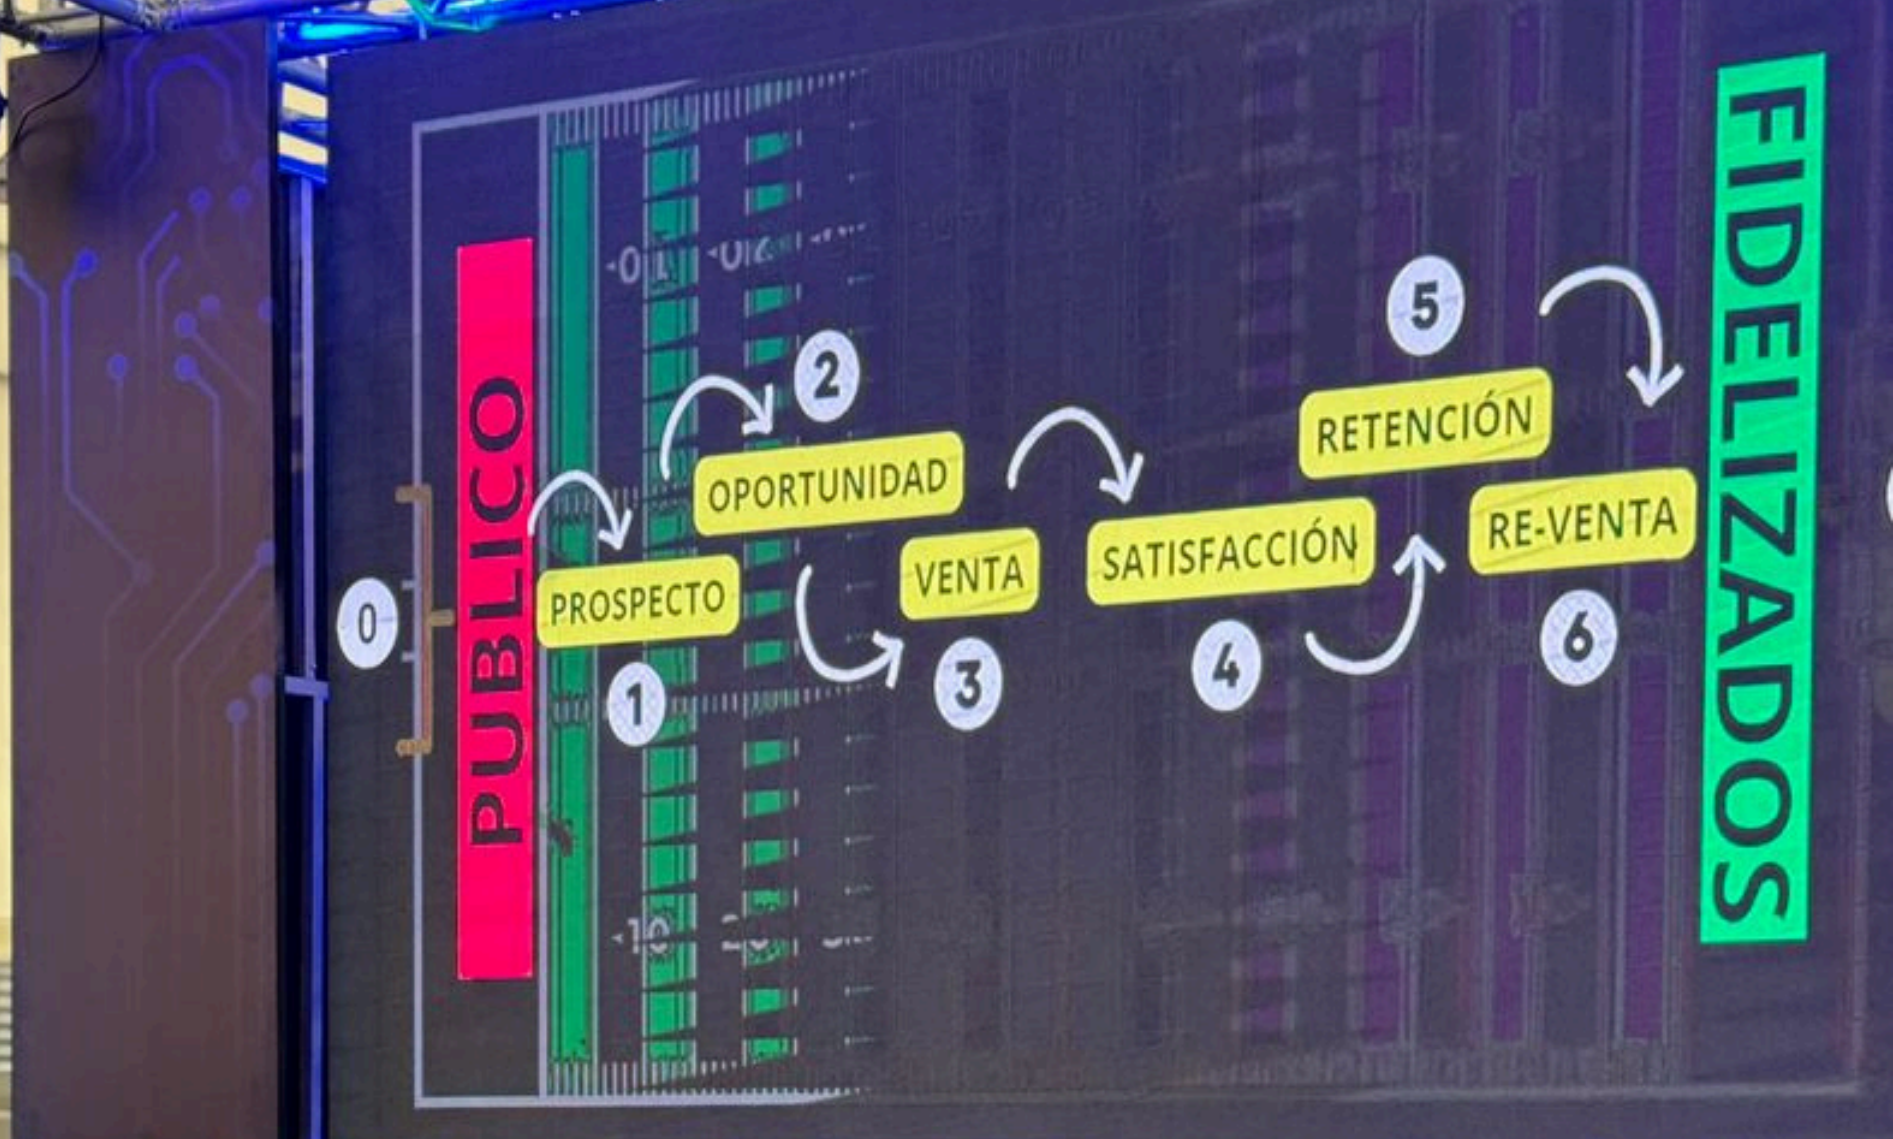 0
PUBLICO
PROSPECTO
1
OPORTUNIDAD
2
VENTA
3
SATISFACCIÓN
4
RETENCIÓN
5
RE-VENTA
6
FIDELIZADOS